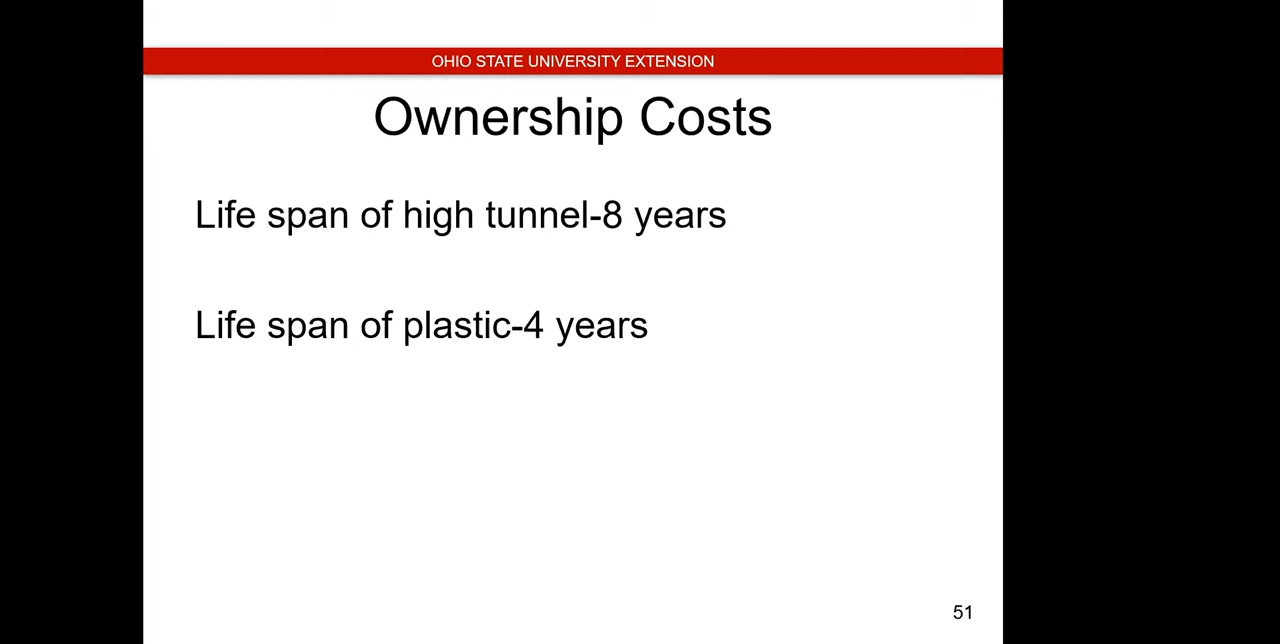 OHIO STATE UNIVERSITY EXTENSION
Ownership Costs
Life span of high tunnel-8 years
Life span of plastic-4 years
51